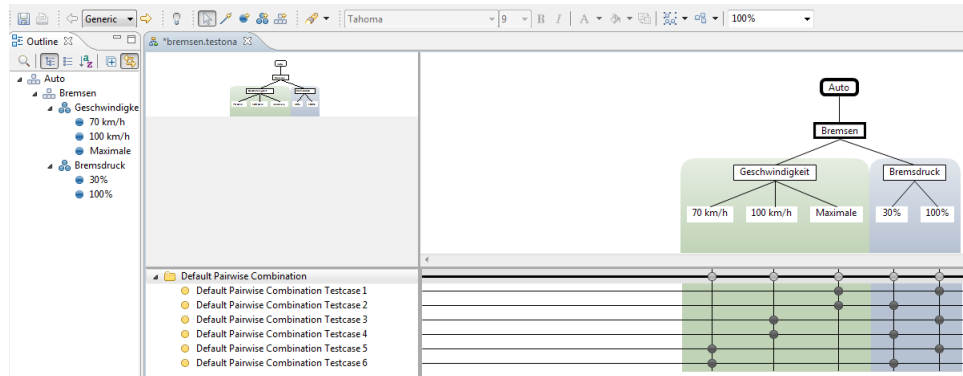 Generic
Tahoma
9
B I A
100%
Outline
*bremsen.testona
Auto
Bremsen
Geschwindigke
70 km/h
100 km/h
Maximale
Bremsdruck
30%
100%
Auto
Bremsen
Geschwindigkeit Bremsdruck
70 km/h 100 km/h Maximale 30% 100%
Default Pairwise Combination
Default Pairwise Combination Testcase 1
Default Pairwise Combination Testcase 2
Default Pairwise Combination Testcase 3
Default Pairwise Combination Testcase 4
Default Pairwise Combination Testcase 5
Default Pairwise Combination Testcase 6